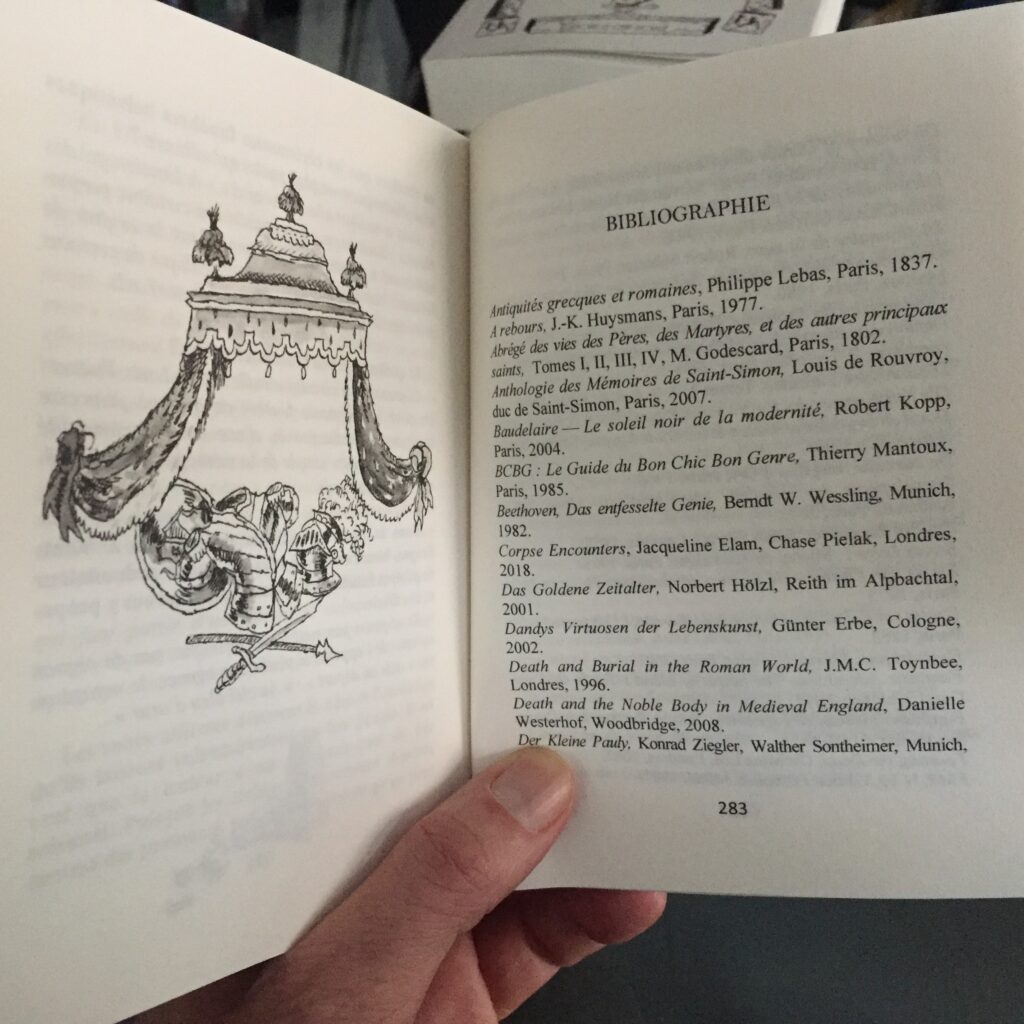 BIBLIOGRAPHIE
Antiquités grecques et romaines, Philippe Lebas, Paris, 1837.
A rebours, J.-K. Huysmans, Paris, 1977.
Abrégé des vies des Pères, des Martyres, et des autres principaux
saints, Tomes I, II, III, IV, M. Godescard, Paris, 1802.
Anthologie des Mémoires de Saint-Simon, Louis de Rouvroy,
duc de Saint-Simon, Paris, 2007.
Baudelaire — Le soleil noir de la modernité, Robert Kopp,
Paris, 2004.
BCBG : Le Guide du Bon Chic Bon Genre, Thierry Mantoux,
Paris, 1985.
Beethoven, Das entfesselte Genie, Berndt W. Wessling, Munich,
1982.
Corpse Encounters, Jacqueline Elam, Chase Pielak, Londres,
2018.
Das Goldene Zeitalter, Norbert Hölzl, Reith im Alpbachtal,
2001.
Dandys Virtuosen der Lebenskunst, Günter Erbe, Cologne,
2002.
Death and Burial in the Roman World, J.M.C. Toynbee,
Londres, 1996.
Death and the Noble Body in Medieval England, Danielle
Westerhof, Woodbridge, 2008.
Der Kleine Pauly, Konrad Ziegler, Walther Sontheimer, Munich,
283